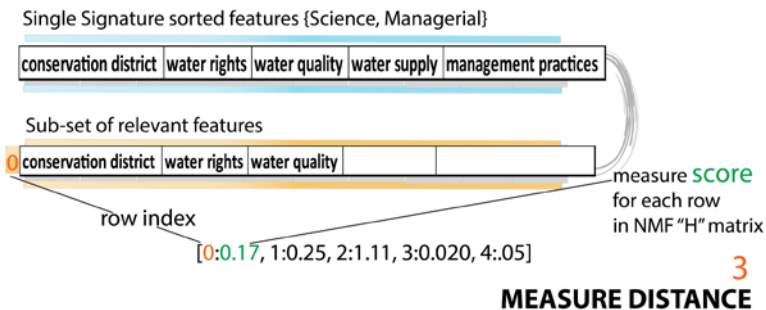 Single Signature sorted features {Science, Managerial}
conservation district water rights water quality water supply management practices
Sub-set of relevant features
0 conservation district water rights water quality
measure score
for each row
in NMF “H” matrix
row index
[0:0.17, 1:0.25, 2:1.11, 3:0.020, 4:.05]
3
MEASURE DISTANCE